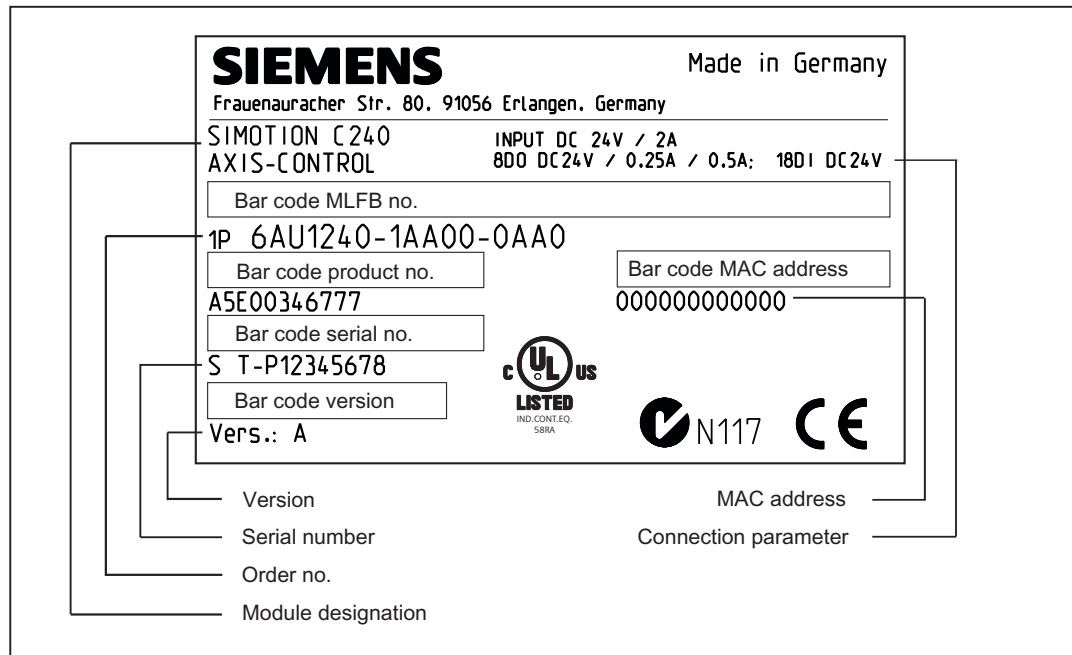 SIEMENS Made in Germany
Frauenauracher Str. 80. 91056 Erlangen. Germany
SIMOTION C240 INPUT DC 24V / 2A
AXIS-CONTROL 8DO DC24V / 0.25A / 0.5A; 18DI DC24V
Bar code MLFB no.
1P 6AU1240-1AA00-0AA0
Bar code product no. Bar code MAC address
A5E00346777 000000000000
Bar code serial no.
S T-P12345678
Bar code version
Vers.: A
C UL US
LISTED
IND.CONT.EQ.
58RA
N117 CE
Version MAC address
Serial number Connection parameter
Order no.
Module designation